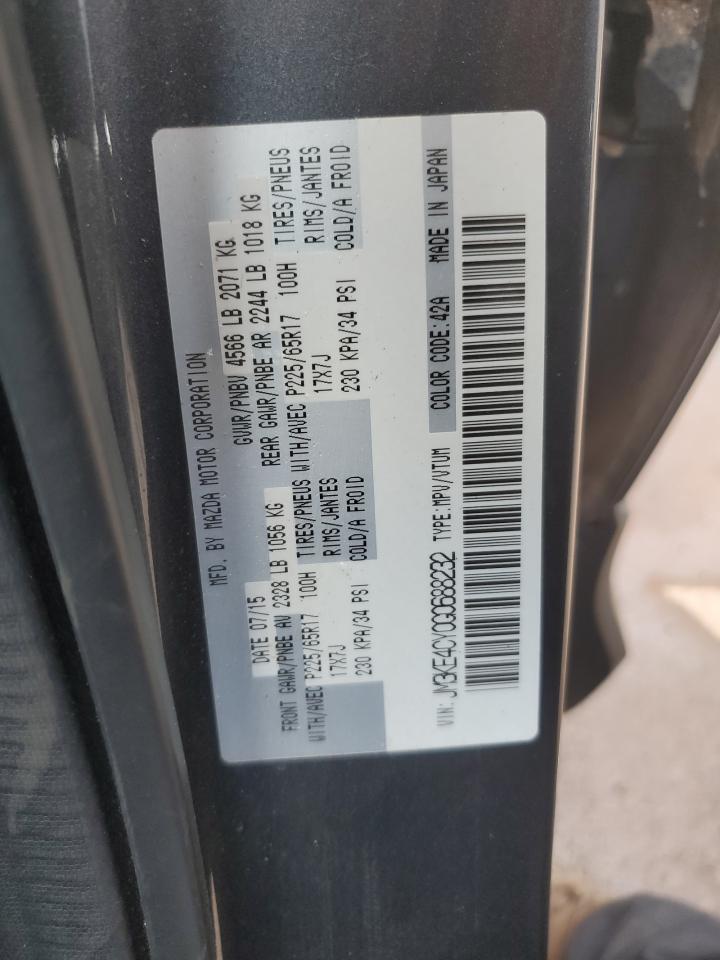 MFD. BY MAZDA MOTOR CORPORATION
DATE 07/15 GVWR/PNBV 4566 LB 2071 KG
FRONT GAWR/PNBE AV 2328 LB 1056 KG REAR GAWR/PNBE AR 2244 LB 1018 KG
WITH/AVEC P225/65R17 100H TIRES/PNEUS WITH/AVEC P225/65R17 100H TIRES/PNEUS
17X7J RIMS/JANTES 17X7J RIMS/JANTES
230 KPA/34 PSI COLD/A FROID 230 KPA/34 PSI COLD/A FROID
VIN: JM3KE4CY0G0688232 TYPE:MPV/VTUM COLOR CODE:42A MADE IN JAPAN